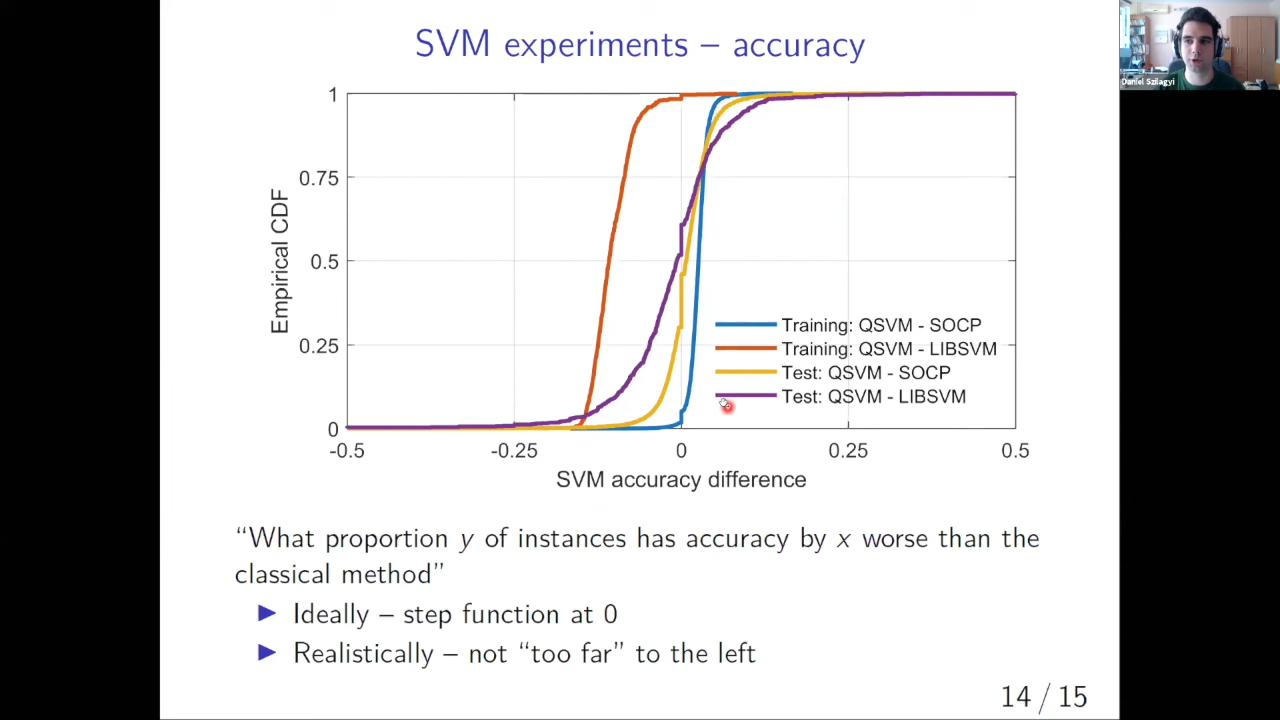 SVM experiments – accuracy
Daniel Szilagyi
1
0.75
0.5
0.25
0
Empirical CDF
-0.5
-0.25
0
0.25
0.5
SVM accuracy difference
Training: QSVM - SOCP
Training: QSVM - LIBSVM
Test: QSVM - SOCP
Test: QSVM - LIBSVM
“What proportion y of instances has accuracy by x worse than the
classical method”
▶ Ideally – step function at 0
▶ Realistically – not “too far” to the left
14 / 15